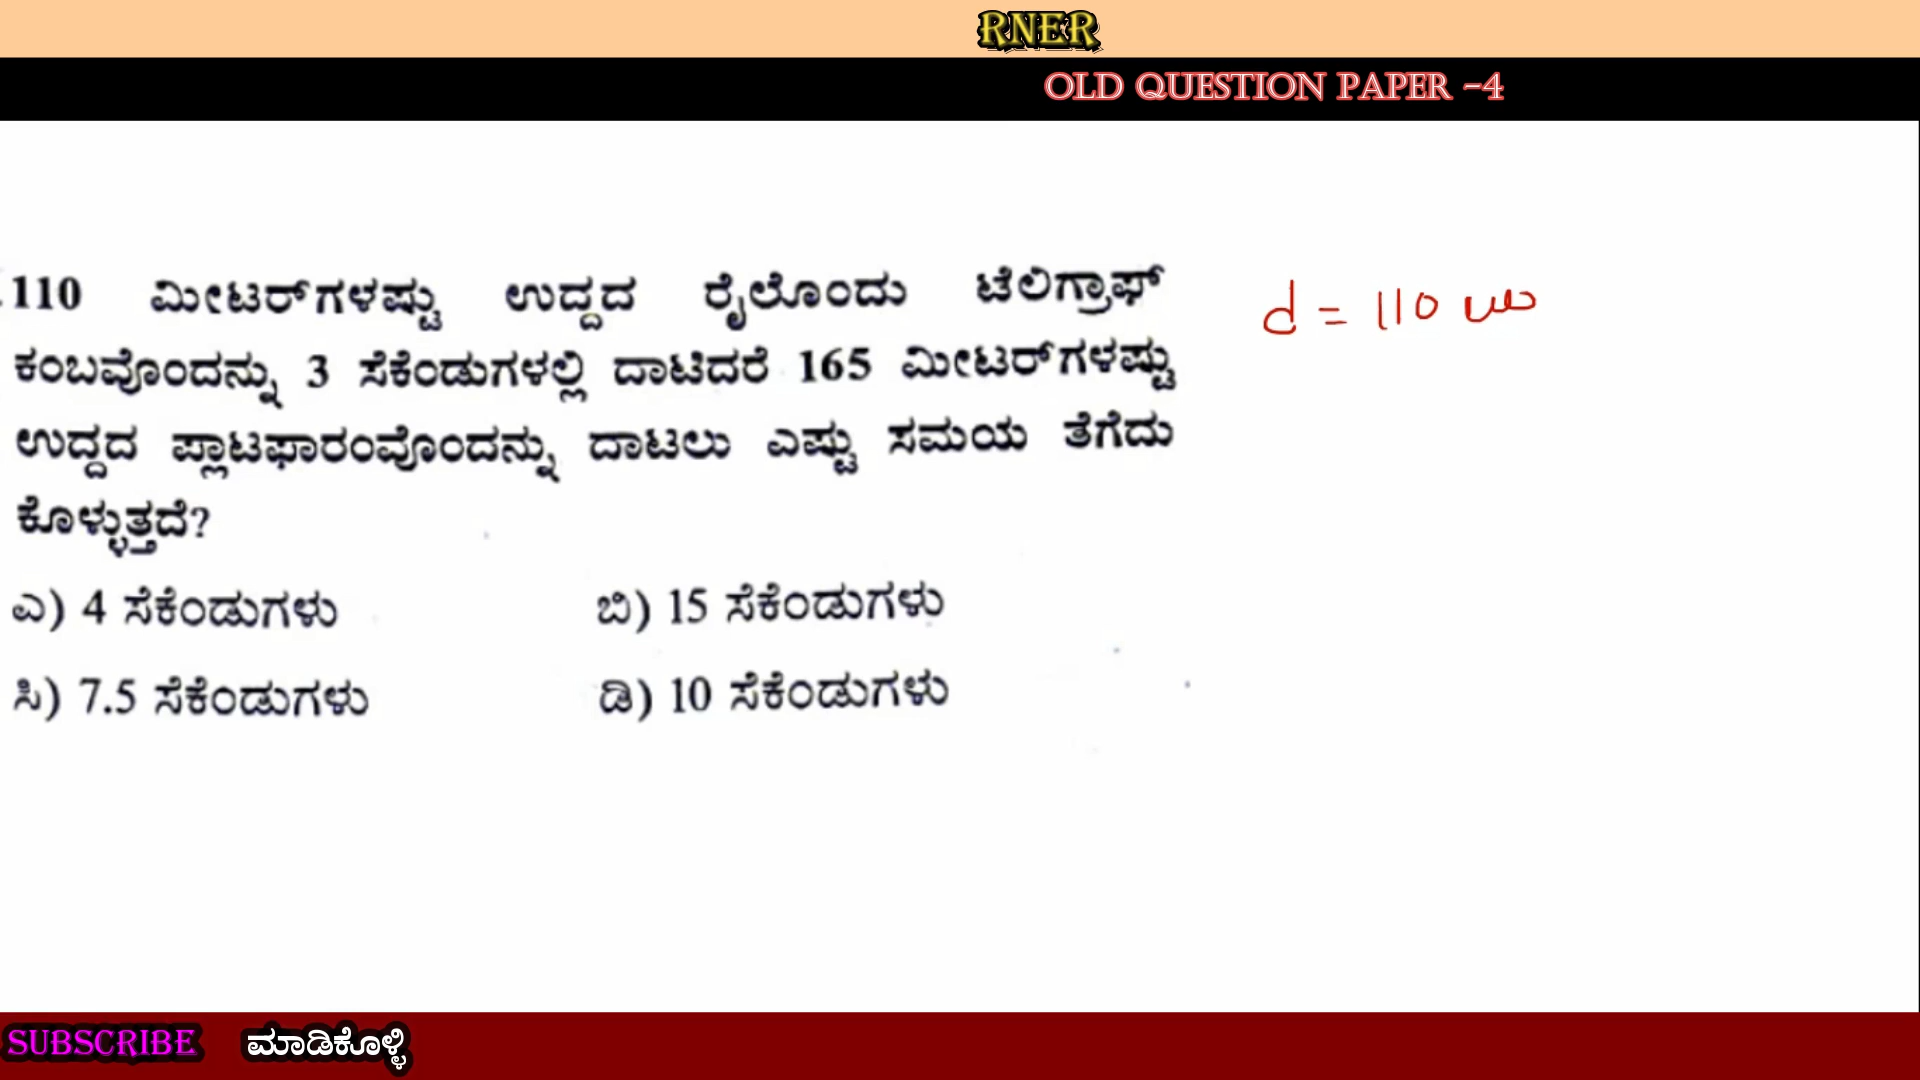 RNER
OLD QUESTION PAPER -4
110 ಮೀಟರ್‌ಗಳಷ್ಟು ಉದ್ದದ ರೈಲೊಂದು ಟೆಲಿಗ್ರಾಫ್
d = 110
ಕಂಬವೊಂದನ್ನು 3 ಸೆಕೆಂಡುಗಳಲ್ಲಿ ದಾಟಿದರೆ 165 ಮೀಟರ್‌ಗಳಷ್ಟು
ಉದ್ದದ ಪ್ಲಾಟಫಾರಂವೊಂದನ್ನು ದಾಟಲು ಎಷ್ಟು ಸಮಯ ತೆಗೆದು
ಕೊಳ್ಳುತ್ತದೆ?
ಎ) 4 ಸೆಕೆಂಡುಗಳು
ಬಿ) 15 ಸೆಕೆಂಡುಗಳು
ಸಿ) 7.5 ಸೆಕೆಂಡುಗಳು
ಡಿ) 10 ಸೆಕೆಂಡುಗಳು
SUBSCRIBE ಮಾಡಿಕೊಳ್ಳಿ